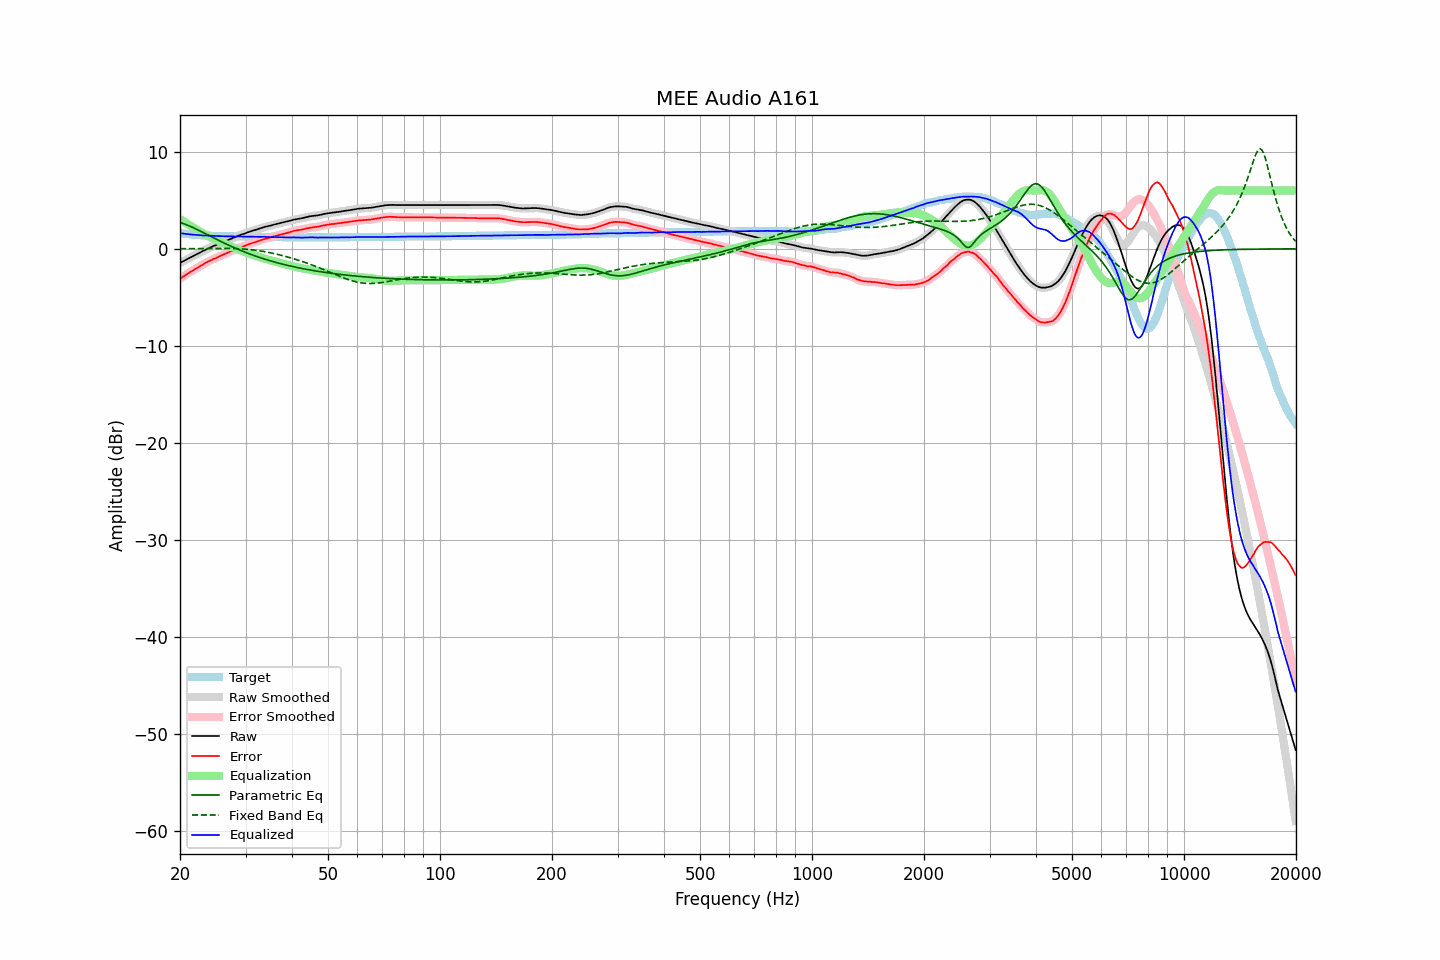 MEE Audio A161
10
0
−10
−20
−30
−40
−50
−60
Amplitude (dBr)
Target
Raw Smoothed
Error Smoothed
Raw
Error
Equalization
Parametric Eq
Fixed Band Eq
Equalized
20 50 100 200 500 1000 2000 5000 10000 20000
Frequency (Hz)